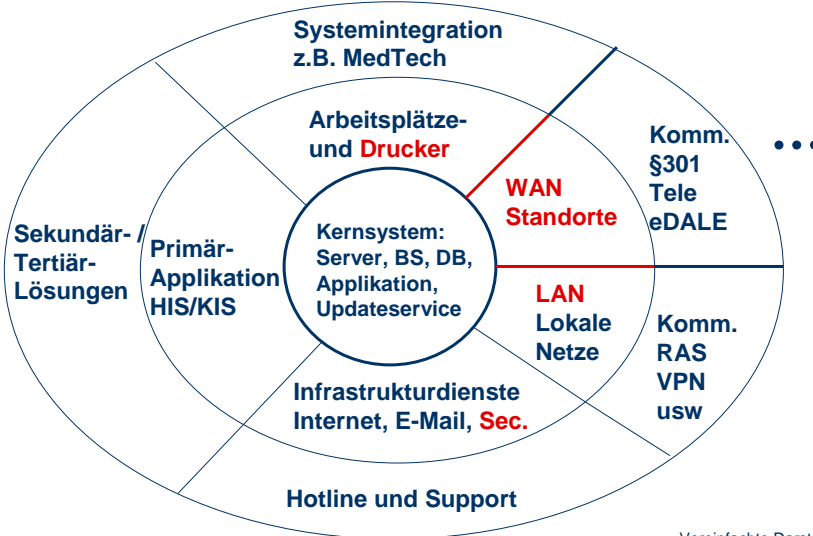 Systemintegration
z.B. MedTech
Arbeitsplätze-
und Drucker
Komm.
§301
Tele
eDALE
WAN
Standorte
Sekundär- /
Tertiär-
Lösungen
Primär-
Applikation
HIS/KIS
Kernsystem:
Server, BS, DB,
Applikation,
Updateservice
LAN
Lokale
Netze
Komm.
RAS
VPN
usw
Infrastrukturdienste
Internet, E-Mail, Sec.
Hotline und Support